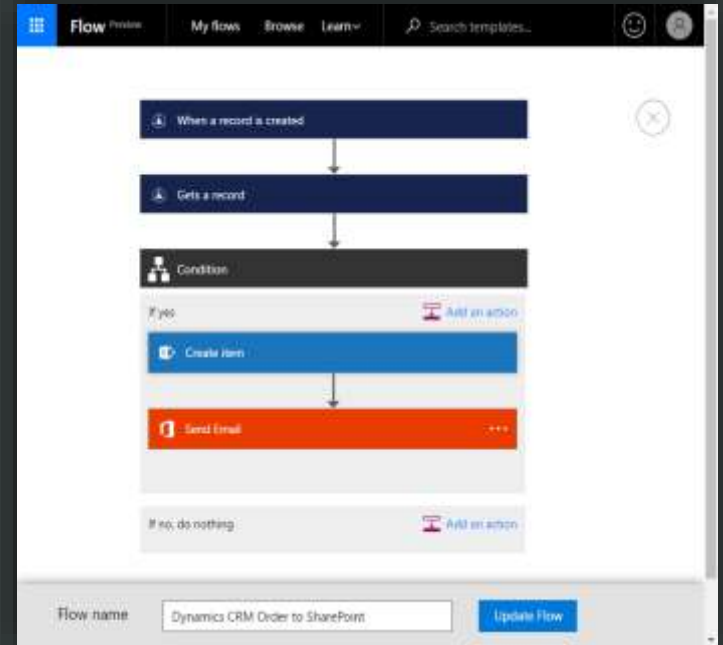 Flow Preview My flows Browse Learn Search templates...
When a record is created
Gets a record
Condition
If yes Add an action
Create item
Send Email ...
If no, do nothing Add an action
Flow name Dynamics CRM Order to SharePoint Update Flow